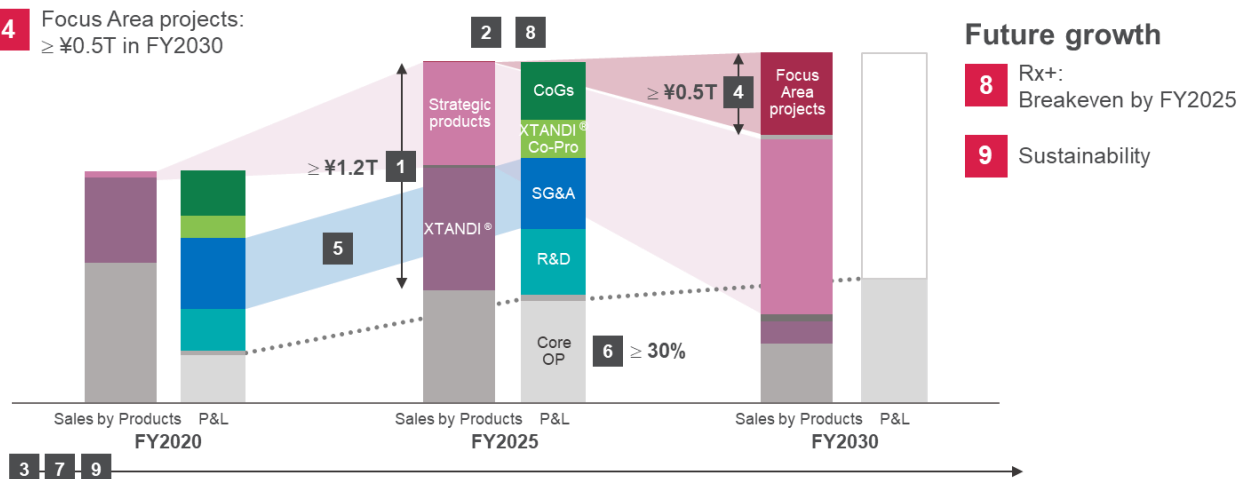 4
Focus Area projects:
≥ ¥0.5T in FY2030
2 8
Future growth
8
Rx+:
Breakeven by FY2025
9
Sustainability
≥ ¥1.2T 1
Strategic
products
XTANDI ®
5
CoGs
XTANDI ®
Co-Pro
SG&A
R&D
Core
OP
6 ≥ 30%
≥ ¥0.5T 4
Focus
Area
projects
Sales by Products P&L
FY2020
Sales by Products P&L
FY2025
Sales by Products P&L
FY2030
3 7 9